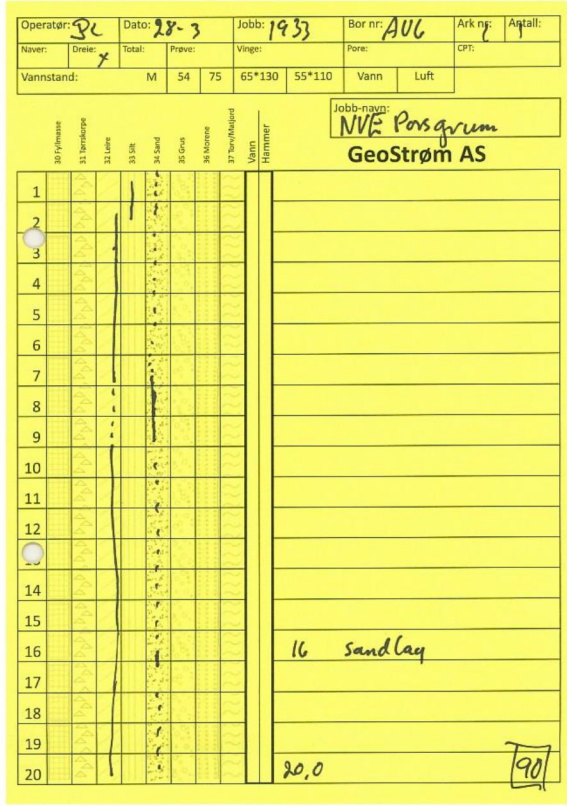 Operatør: BL Dato: 28-3 Jobb: 1933 Bor nr: AUG Ark nr: 1 Antall: 1
Naver: Dreie: x Total: Prøve: Vinge: Pore: CPT:
Vannstand: M 54 75 65*130 55*110 Vann Luft
Jobb-navn:
NVE Porsgrunn
30 Fyllmasse 31 Tørrskorpe 32 Leire 33 Silt 34 Sand 35 Grus 36 Morene 37 Torv/Matjord Vann Hammer
GeoStrøm AS
1
2
3
4
5
6
7
8
9
10
11
12
14
15
16 16 sandlag
17
18
19
20 20,0 90